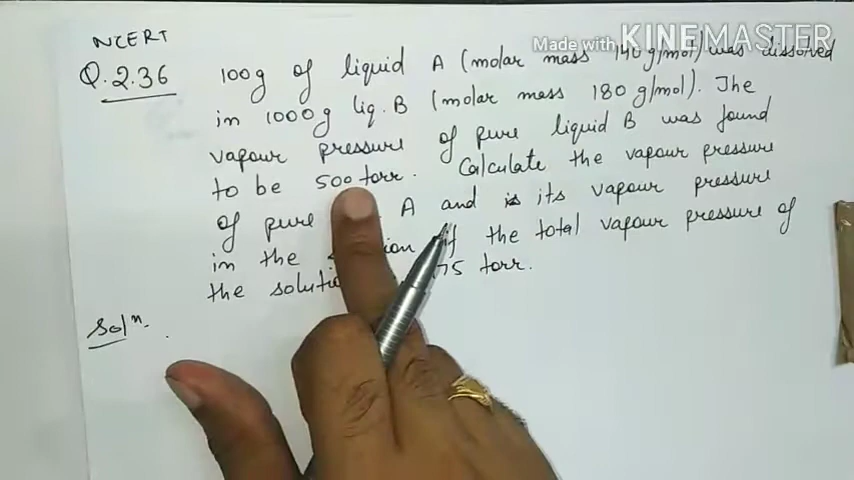 Made with KINEMASTER
NCERT
Q.2.36 100g of liquid A (molar mass 140 g/mol) was dissolved
in 1000g liq. B (molar mass 180 g/mol). The
vapour pressure of pure liquid B was found
to be 500 torr. Calculate the vapour pressure
of pure A and its vapour pressure
in the if the total vapour pressure of
the 75 torr.
Solⁿ.